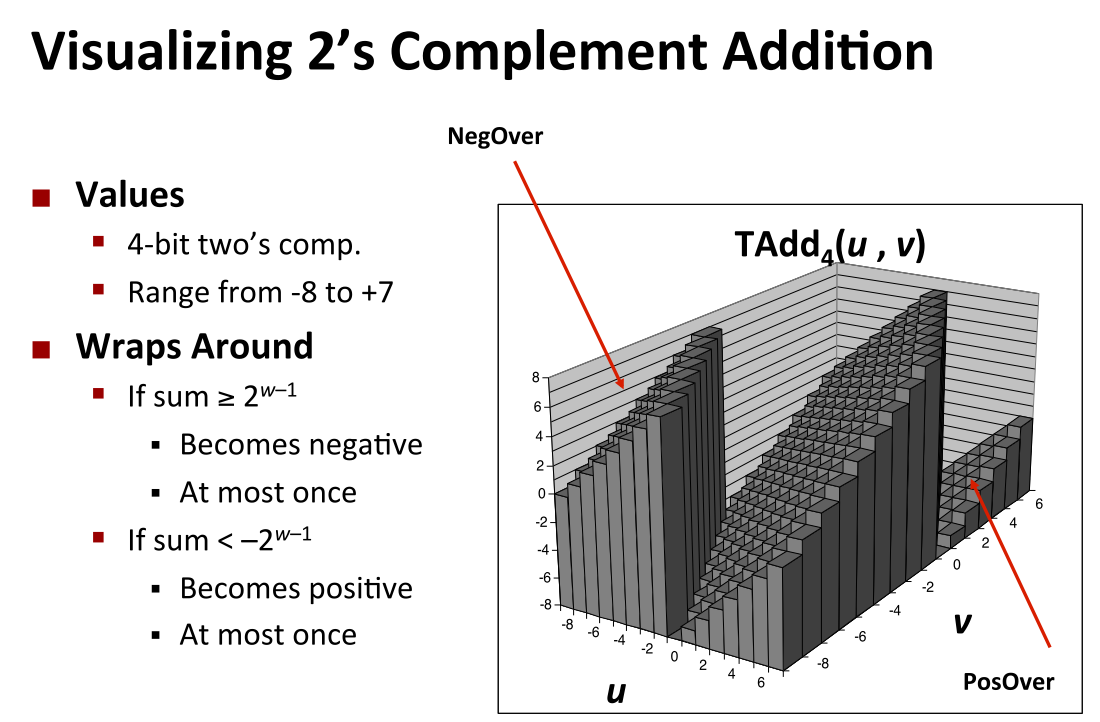 Visualizing 2’s Complement Addition
NegOver
■ Values
▪ 4-bit two’s comp.
▪ Range from -8 to +7
■ Wraps Around
▪ If sum ≥ 2^{w–1}
▪ Becomes negative
▪ At most once
▪ If sum < –2^{w–1}
▪ Becomes positive
▪ At most once
TAdd₄(u , v)
8
6
4
2
0
-2
-4
-6
-8
-8
-6
-4
-2
0
2
4
6
u
-8
-6
-4
-2
0
2
4
6
v
PosOver